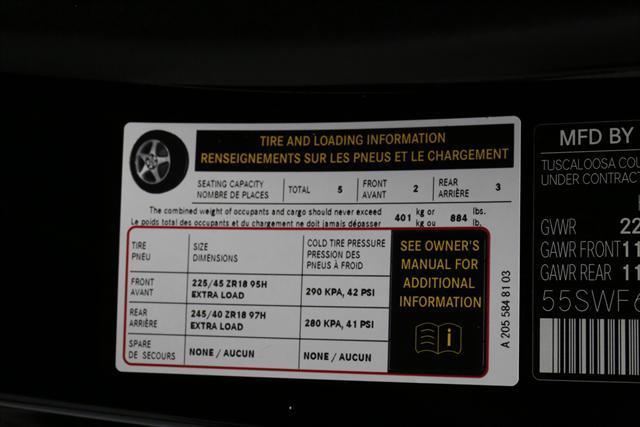 TIRE AND LOADING INFORMATION
RENSEIGNEMENTS SUR LES PNEUS ET LE CHARGEMENT
SEATING CAPACITY TOTAL 5 FRONT 2 REAR 3
NOMBRE DE PLACES AVANT ARRIÈRE
The combined weight of occupants and cargo should never exceed 401 kg or 884 lbs.
Le poids total des occupants et du chargement ne doit jamais dépasser kg ou lb.
TIRE SIZE COLD TIRE PRESSURE
PNEU DIMENSIONS PRESSION DES
PNEUS À FROID
FRONT 225/45 ZR18 95H 290 KPA, 42 PSI
AVANT EXTRA LOAD
REAR 245/40 ZR18 97H 280 KPA, 41 PSI
ARRIÈRE EXTRA LOAD
SPARE NONE / AUCUN NONE / AUCUN
DE SECOURS
SEE OWNER'S
MANUAL FOR
ADDITIONAL
INFORMATION
i
A 205 584 81 03
MFD BY
TUSCALOOSA COU
UNDER CONTRACT
GVWR 22
GAWR FRONT 11
GAWR REAR 11
55SWF